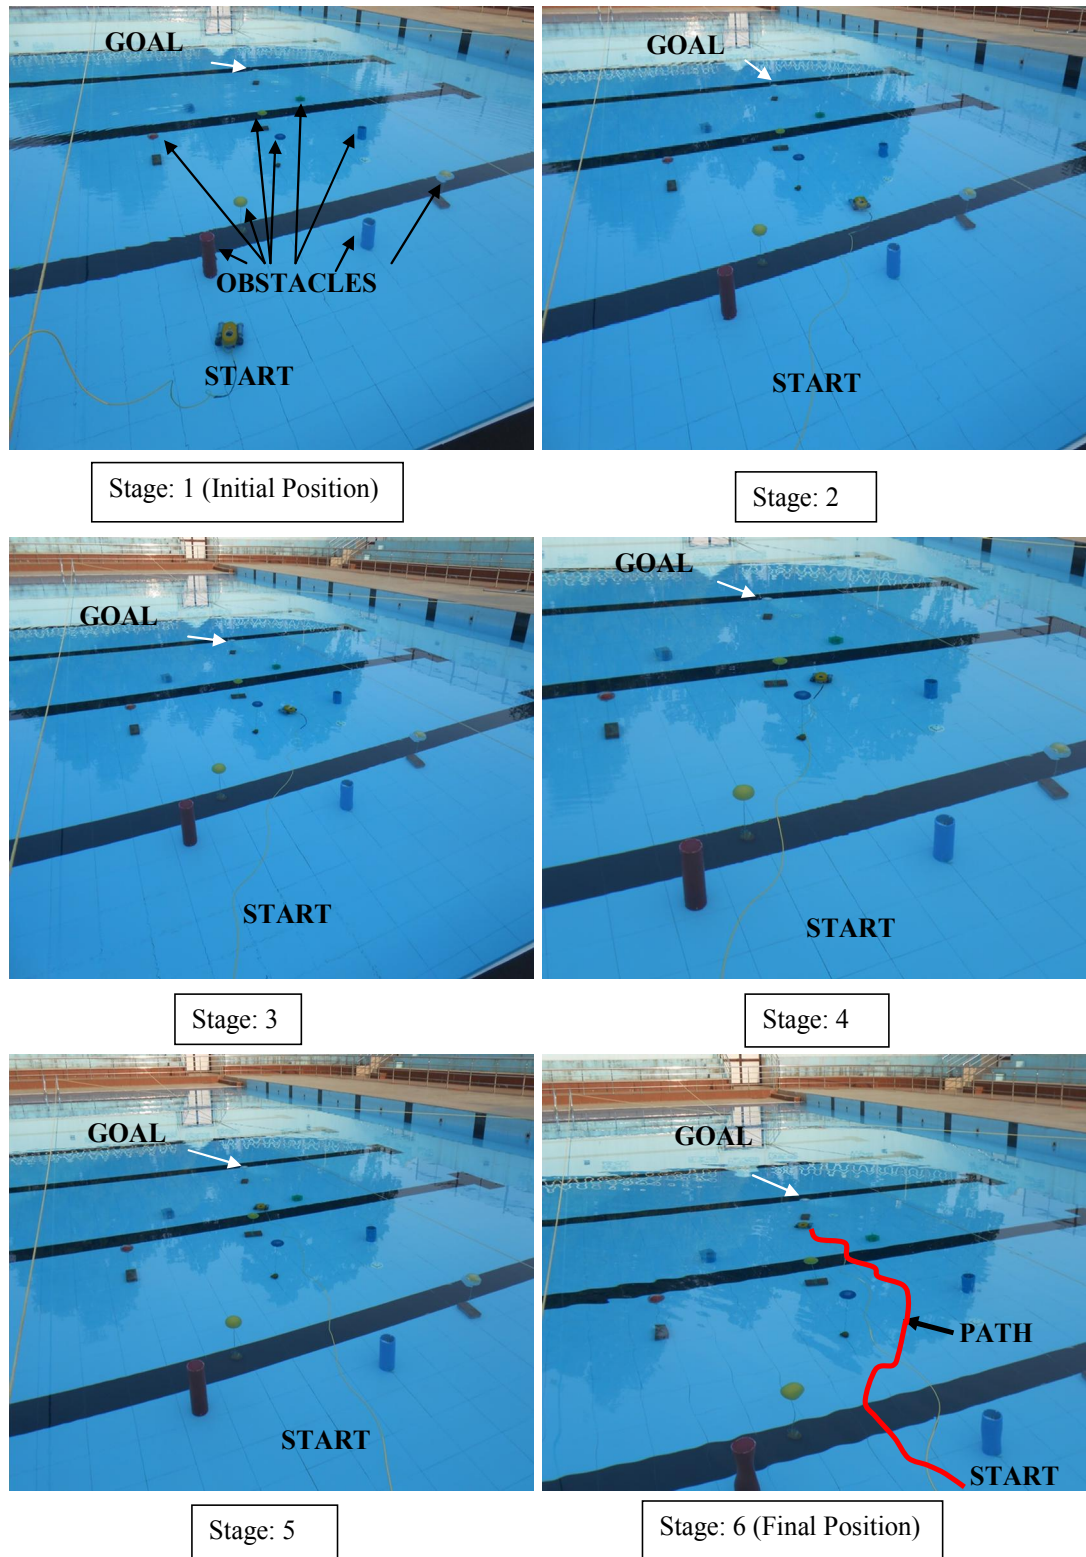 GOAL
OBSTACLES
START
Stage: 1 (Initial Position)
GOAL
START
Stage: 2
GOAL
START
Stage: 3
GOAL
START
Stage: 4
GOAL
START
Stage: 5
GOAL
PATH
START
Stage: 6 (Final Position)